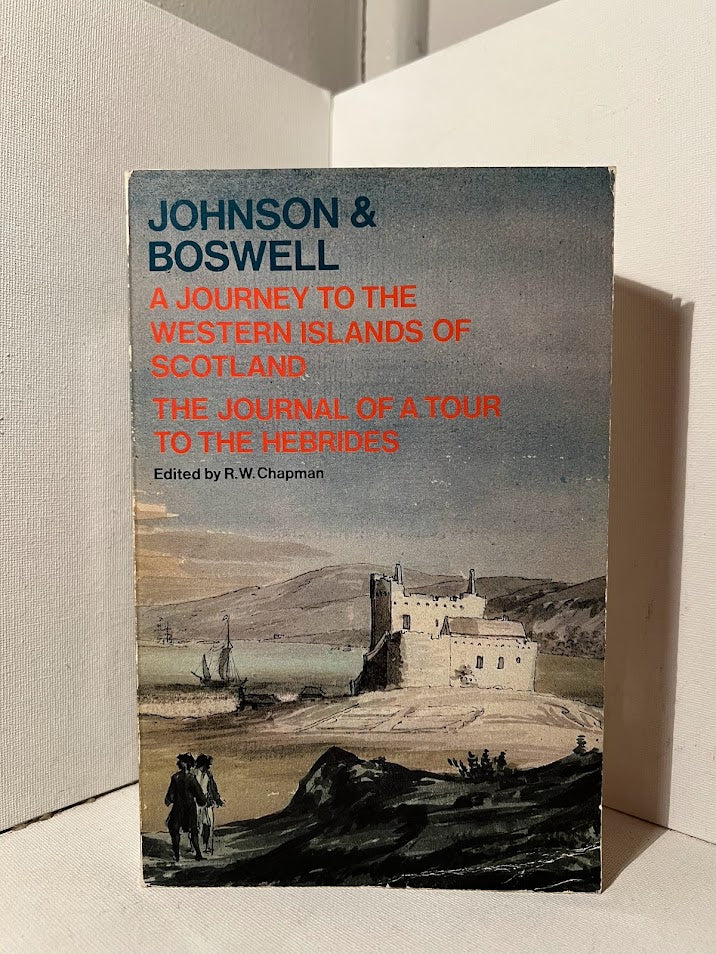 JOHNSON &
BOSWELL
A JOURNEY TO THE
WESTERN ISLANDS OF
SCOTLAND
THE JOURNAL OF A TOUR
TO THE HEBRIDES
Edited by R.W. Chapman